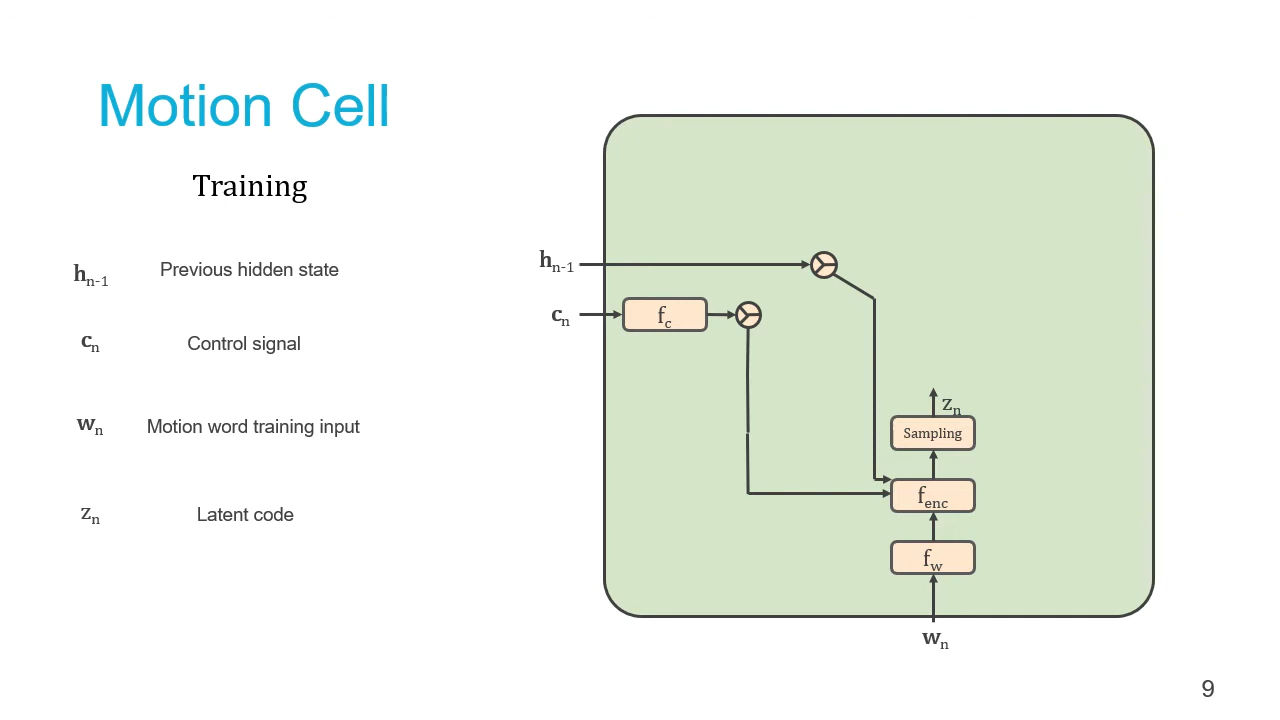 Motion Cell
Training
hn-1 Previous hidden state
cn Control signal
wn Motion word training input
zn Latent code
hn-1
cn
fc
zn
Sampling
fenc
fw
wn
9